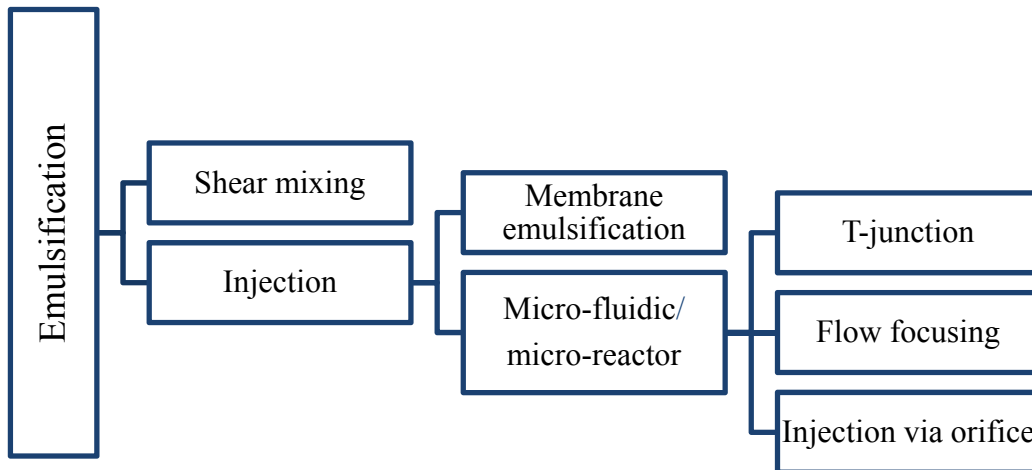 Emulsification
Shear mixing
Injection
Membrane
emulsification
Micro-fluidic/
micro-reactor
T-junction
Flow focusing
Injection via orifice